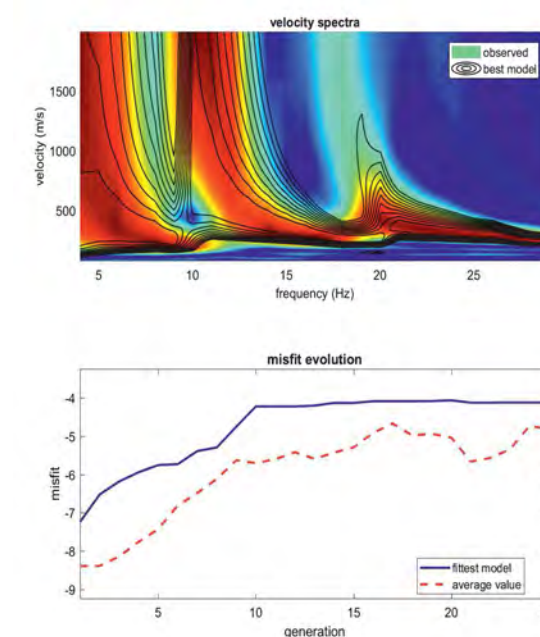 velocity spectra
observed
best model
1500
1000
500
velocity (m/s)
5 10 15 20 25
frequency (Hz)
misfit evolution
-4
-5
-6
-7
-8
-9
misfit
fittest model
average value
5 10 15 20
generation